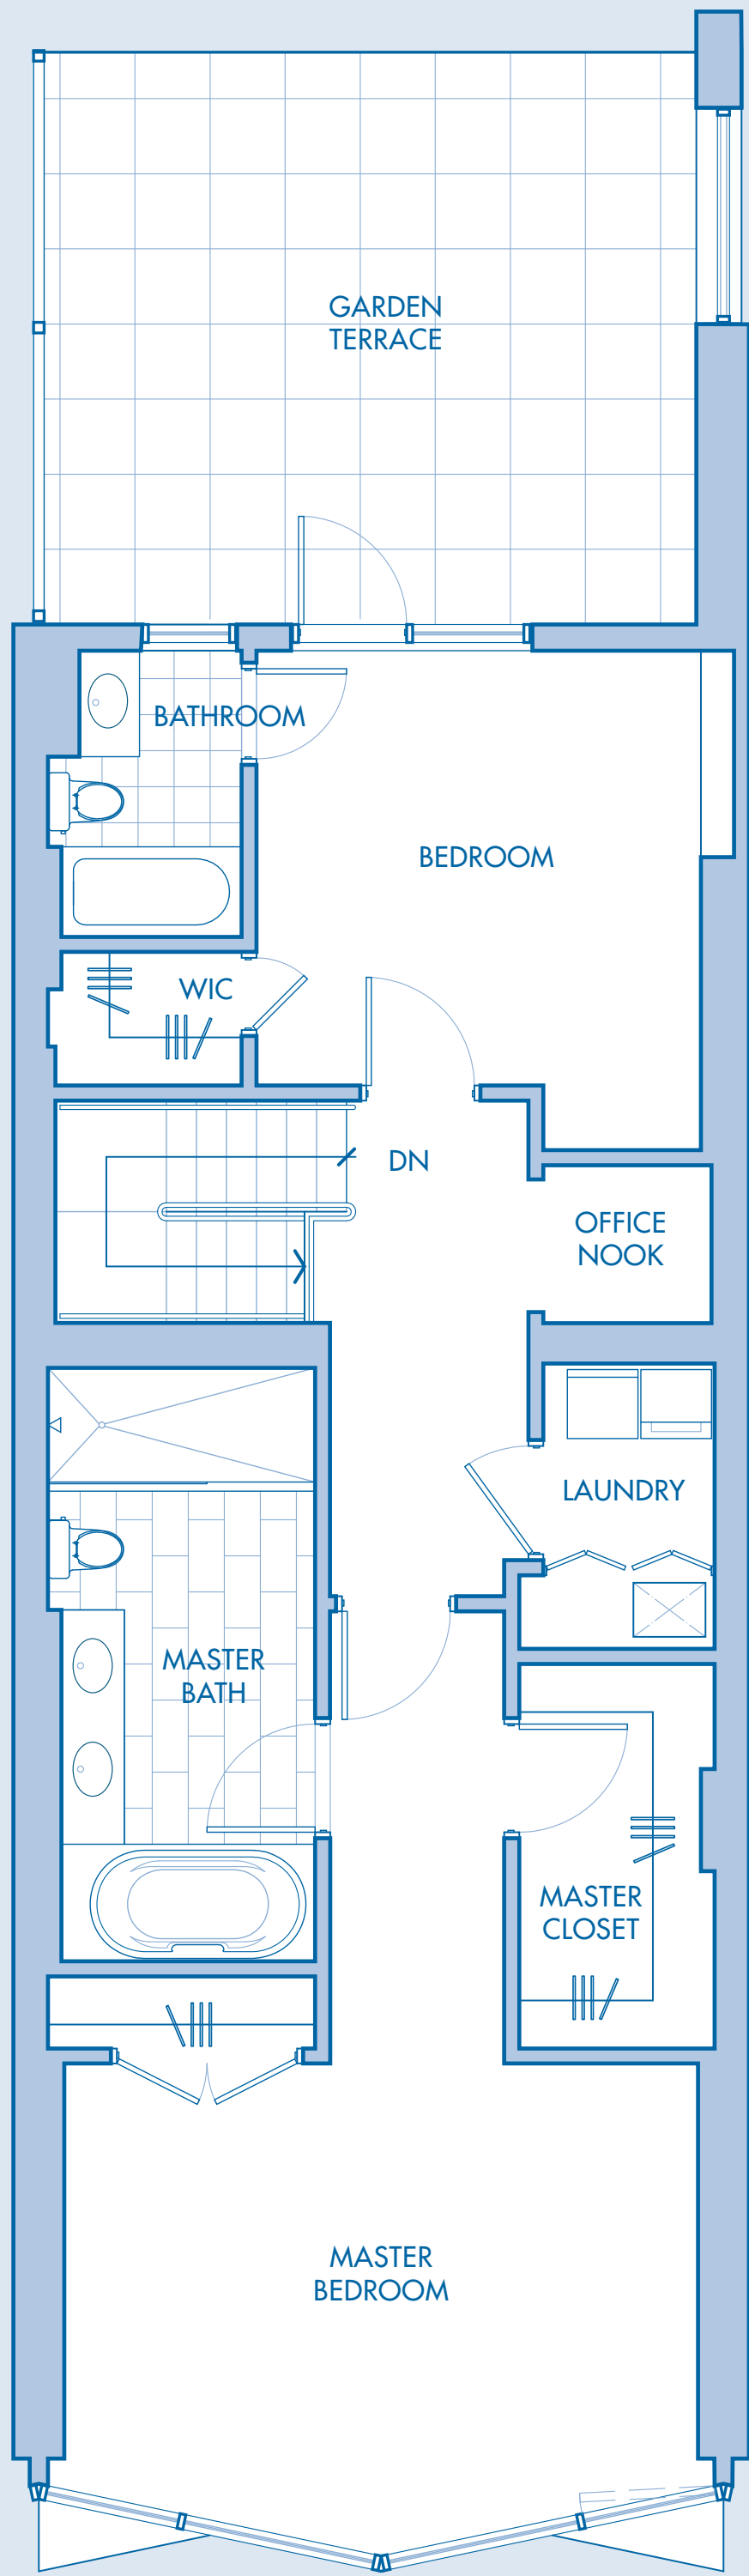 GARDEN
TERRACE
BATHROOM
BEDROOM
WIC
DN
OFFICE
NOOK
LAUNDRY
MASTER
BATH
MASTER
CLOSET
MASTER
BEDROOM